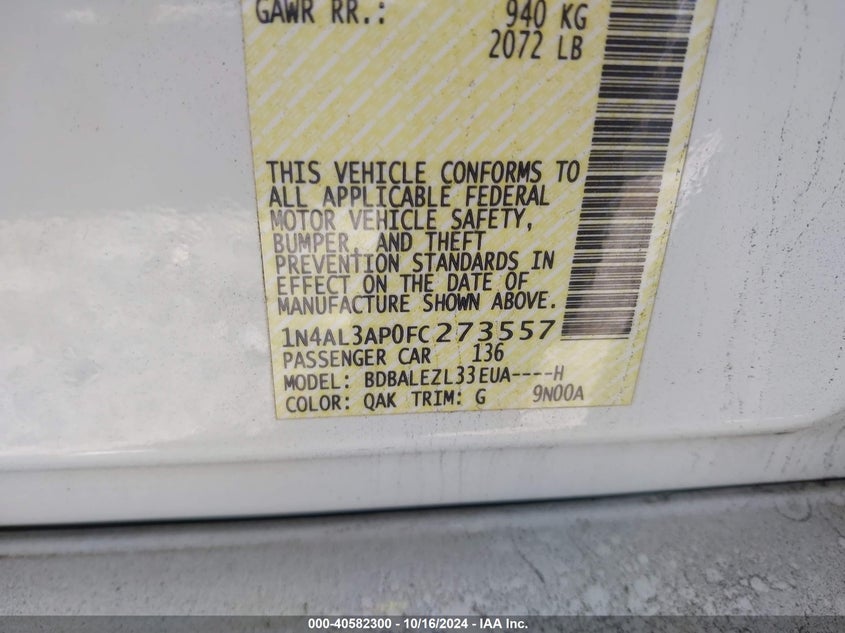 GAWR RR.: 940 KG
2072 LB
THIS VEHICLE CONFORMS TO
ALL APPLICABLE FEDERAL
MOTOR VEHICLE SAFETY,
BUMPER, AND THEFT
PREVENTION STANDARDS IN
EFFECT ON THE DATE OF
MANUFACTURE SHOWN ABOVE.
1N4AL3AP0FC273557
PASSENGER CAR 136
MODEL: BDBALEZL33EUA----H
COLOR: QAK TRIM: G 9N00A
000-40582300 - 10/16/2024 - IAAI Holdings, Inc.